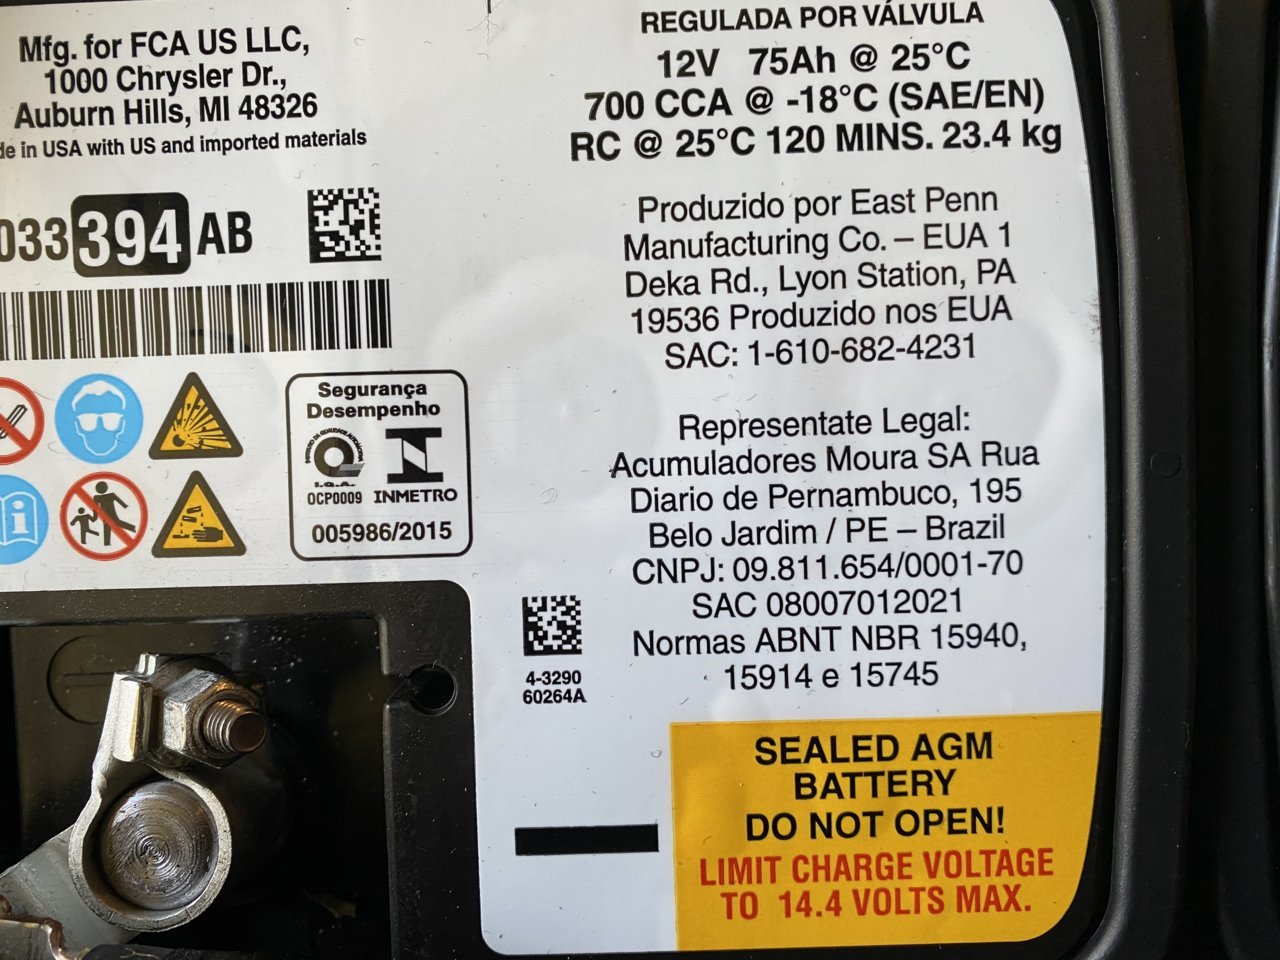 Mfg. for FCA US LLC,
1000 Chrysler Dr.,
Auburn Hills, MI 48326
in USA with US and imported materials
033394AB
Segurança
Desempenho
OCP0009 INMETRO
005986/2015
REGULADA POR VÁLVULA
12V 75Ah @ 25°C
700 CCA @ -18°C (SAE/EN)
RC @ 25°C 120 MINS. 23.4 kg
Produzido por East Penn
Manufacturing Co. – EUA 1
Deka Rd., Lyon Station, PA
19536 Produzido nos EUA
SAC: 1-610-682-4231
Representate Legal:
Acumuladores Moura SA Rua
Diario de Pernambuco, 195
Belo Jardim / PE – Brazil
CNPJ: 09.811.654/0001-70
SAC 08007012021
Normas ABNT NBR 15940,
15914 e 15745
4-3290
60264A
SEALED AGM
BATTERY
DO NOT OPEN!
LIMIT CHARGE VOLTAGE
TO 14.4 VOLTS MAX.